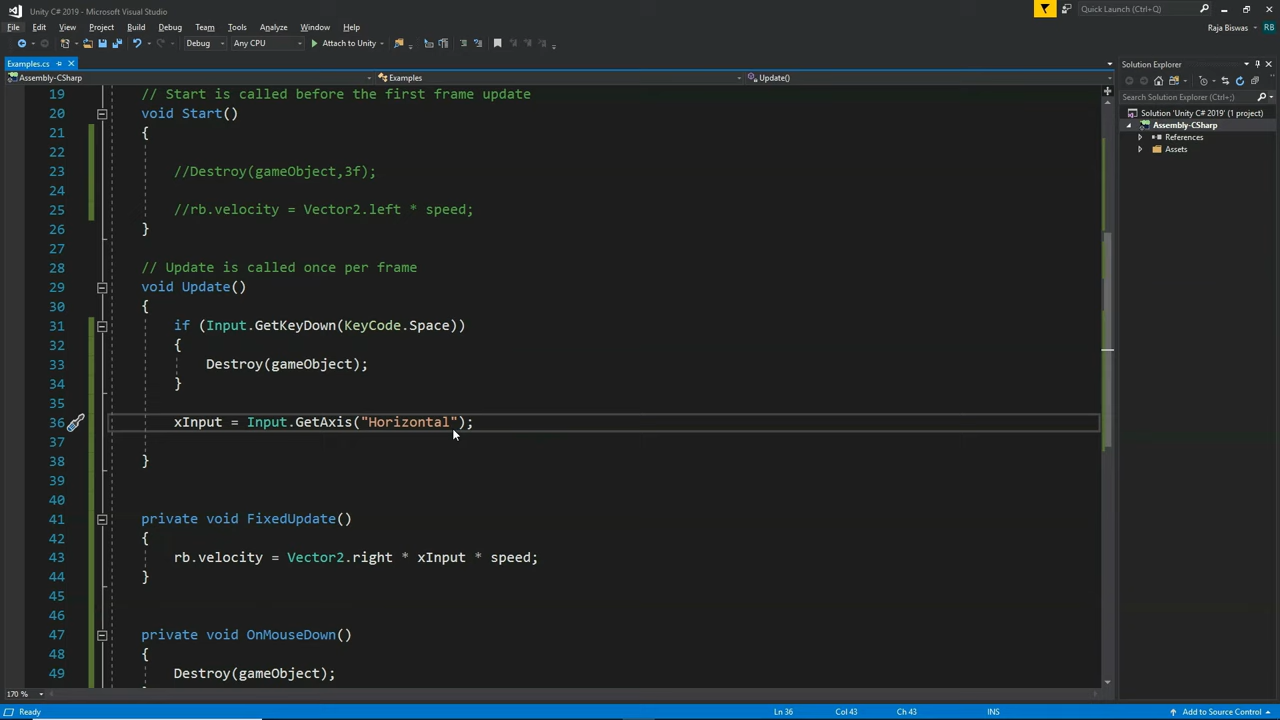 Unity C# 2019 - Microsoft Visual Studio
Quick Launch (Ctrl+Q)
File Edit View Project Build Debug Team Tools Analyze Window Help
Raja Biswas RB
Debug Any CPU Attach to Unity
Examples.cs
Solution Explorer
Assembly-CSharp Examples Update()
Search Solution Explorer (Ctrl+;)
Solution 'Unity C# 2019' (1 project)
Assembly-CSharp
References
Assets
19 // Start is called before the first frame update
20 void Start()
21 {
22
23 //Destroy(gameObject,3f);
24
25 //rb.velocity = Vector2.left * speed;
26 }
27
28 // Update is called once per frame
29 void Update()
30 {
31 if (Input.GetKeyDown(KeyCode.Space))
32 {
33 Destroy(gameObject);
34 }
35
36 xInput = Input.GetAxis("Horizontal");
37
38 }
39
40
41 private void FixedUpdate()
42 {
43 rb.velocity = Vector2.right * xInput * speed;
44 }
45
46
47 private void OnMouseDown()
48 {
49 Destroy(gameObject);
170 %
Ready Ln 36 Col 43 Ch 43 INS Add to Source Control